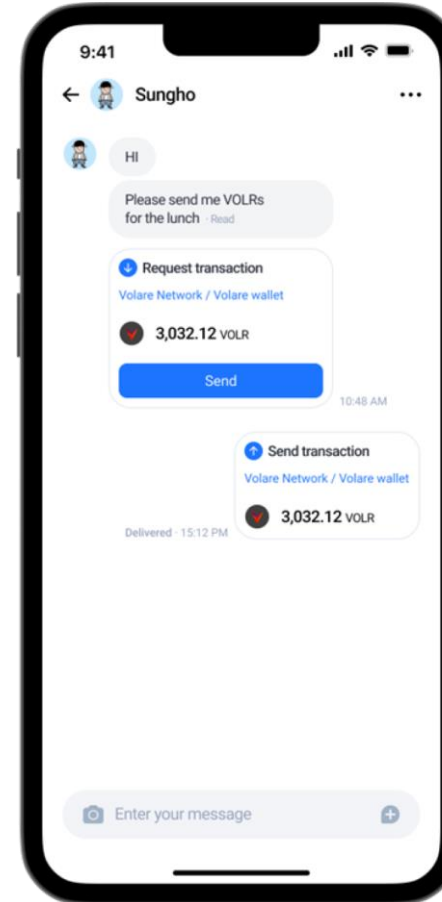 9:41
Sungho
HI
Please send me VOLRs
for the lunch · Read
Request transaction
Volare Network / Volare wallet
3,032.12 VOLR
Send
10:48 AM
Send transaction
Volare Network / Volare wallet
3,032.12 VOLR
Delivered · 15:12 PM
Enter your message